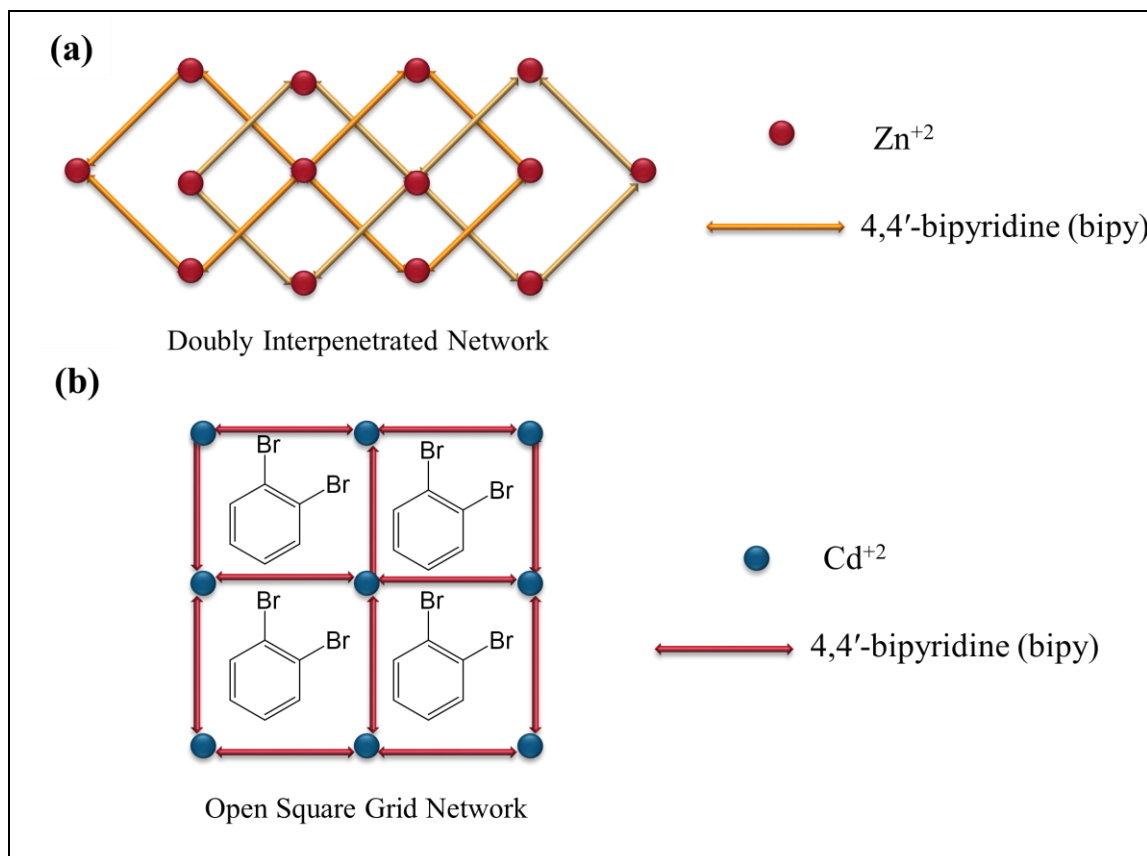 (a)
Zn⁺²
4,4′-bipyridine (bipy)
Doubly Interpenetrated Network
(b)
Br Br
Br Br
Cd⁺²
Br Br
Br Br
4,4′-bipyridine (bipy)
Open Square Grid Network